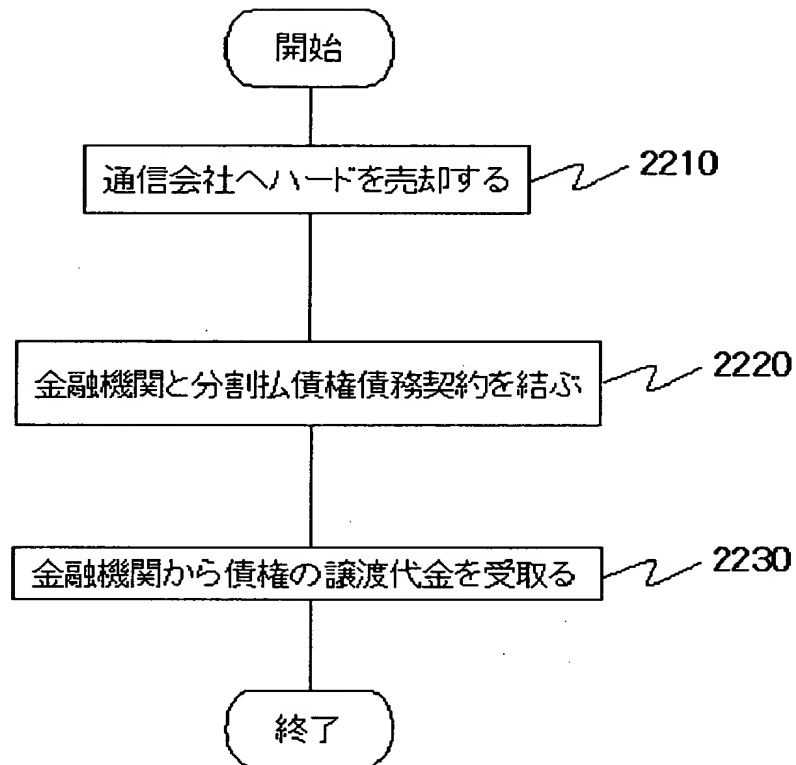 開始
通信会社へハードを売却する
2210
金融機関と分割払債権債務契約を結ぶ
2220
金融機関から債権の譲渡代金を受取る
2230
終了